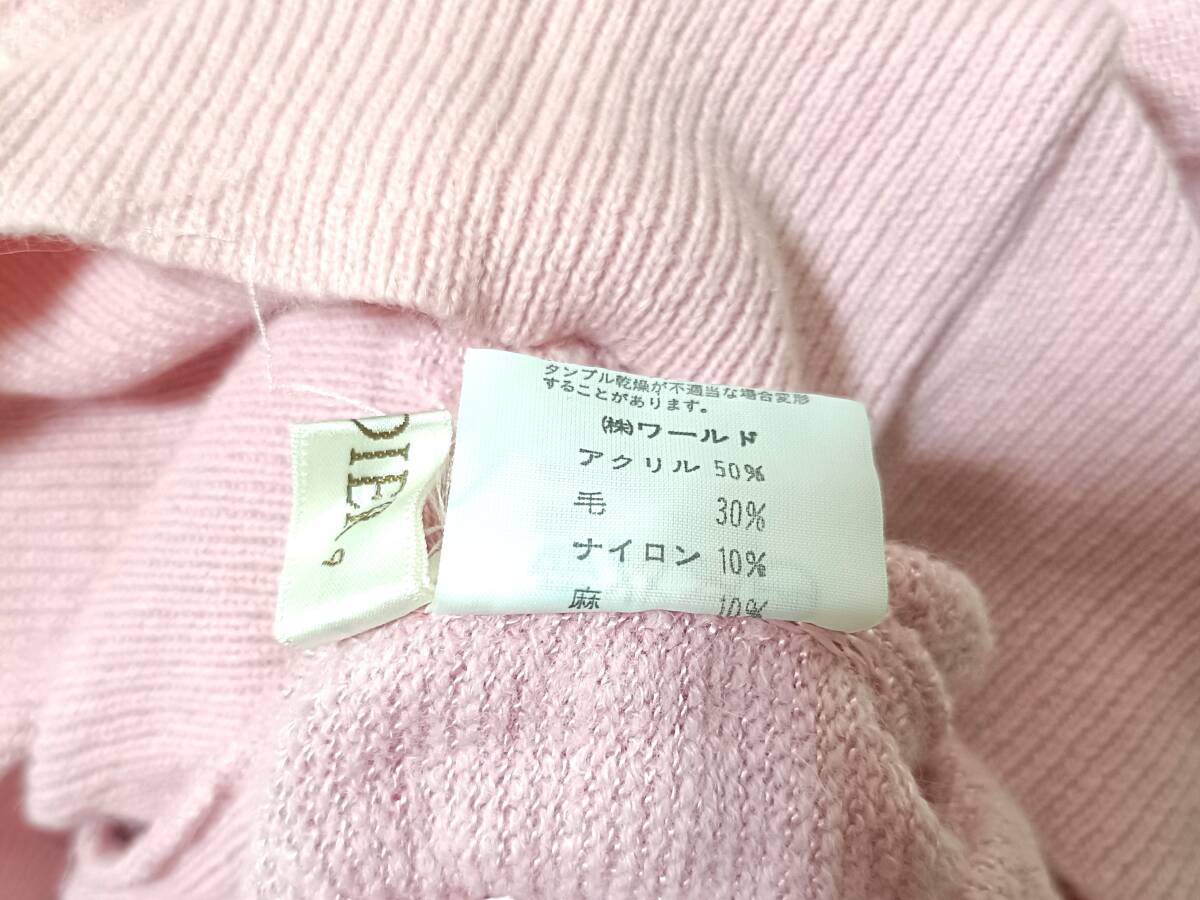 タンブル乾燥が不適当な場合変形
することがあります。
㈱ワールド
アクリル 50%
毛 30%
ナイロン 10%
麻 10%
DIER
9